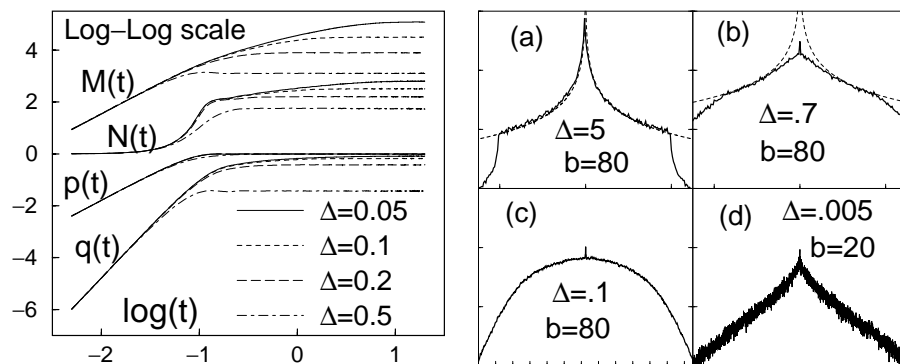 Log–Log scale
4
M(t)
2
N(t)
0
p(t)
−2
q(t)
−4
−6
Δ=0.05
Δ=0.1
Δ=0.2
Δ=0.5
log(t)
−2
−1
0
1
(a)
Δ=5
b=80
(b)
Δ=.7
b=80
(c)
Δ=.1
b=80
(d)
Δ=.005
b=20